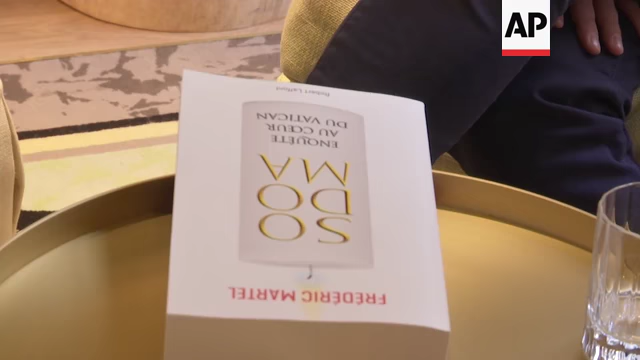 AP
FRÉDÉRIC MARTEL
SO
DO
MA
ENQUÊTE
AU CŒUR
DU VATICAN
Robert Laffont